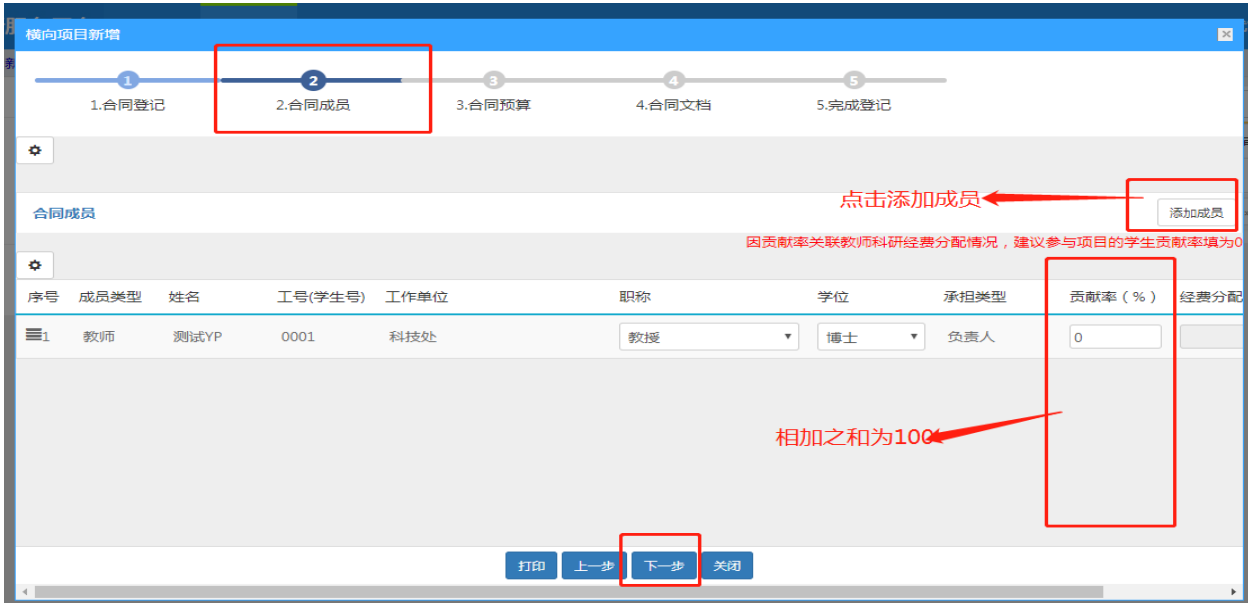 横向项目新增
1 2 3 4 5
1.合同登记 2.合同成员 3.合同预算 4.合同文档 5.完成登记
点击添加成员
合同成员 添加成员
因贡献率关联教师科研经费分配情况，建议参与项目的学生贡献率填为0
序号 成员类型 姓名 工号(学生号) 工作单位 职称 学位 承担类型 贡献率（%） 经费分配
1 教师 测试YP 0001 科技处 教授 博士 负责人 0
相加之和为100
打印 上一步 下一步 关闭